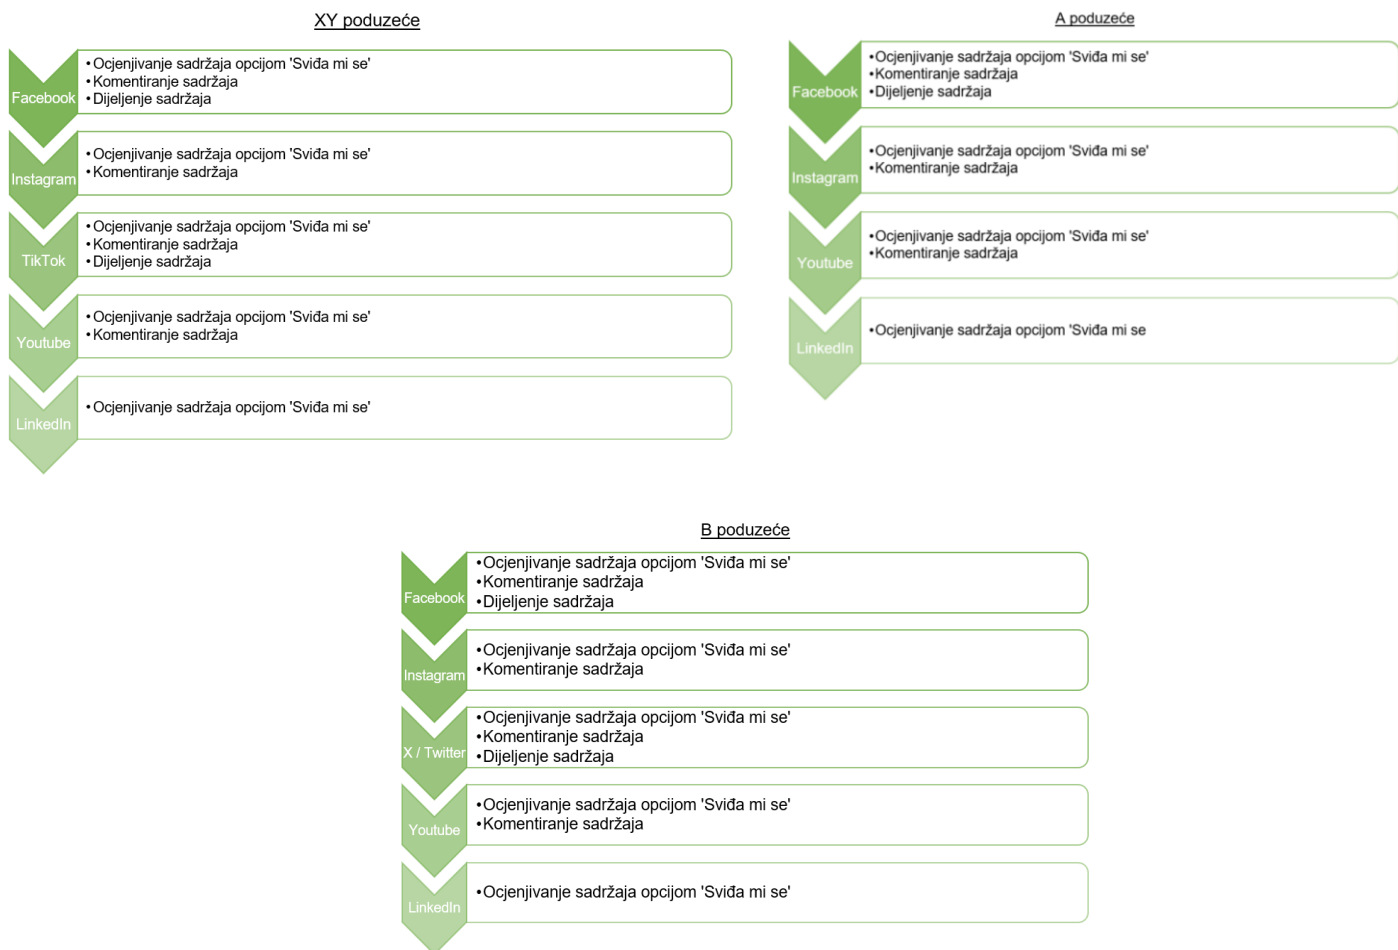 XY poduzeće
Facebook
•Ocjenjivanje sadržaja opcijom 'Sviđa mi se'
•Komentiranje sadržaja
•Dijeljenje sadržaja
Instagram
•Ocjenjivanje sadržaja opcijom 'Sviđa mi se'
•Komentiranje sadržaja
TikTok
•Ocjenjivanje sadržaja opcijom 'Sviđa mi se'
•Komentiranje sadržaja
•Dijeljenje sadržaja
Youtube
•Ocjenjivanje sadržaja opcijom 'Sviđa mi se'
•Komentiranje sadržaja
LinkedIn
•Ocjenjivanje sadržaja opcijom 'Sviđa mi se'
A poduzeće
Facebook
•Ocjenjivanje sadržaja opcijom 'Sviđa mi se'
•Komentiranje sadržaja
•Dijeljenje sadržaja
Instagram
•Ocjenjivanje sadržaja opcijom 'Sviđa mi se'
•Komentiranje sadržaja
Youtube
•Ocjenjivanje sadržaja opcijom 'Sviđa mi se'
•Komentiranje sadržaja
LinkedIn
•Ocjenjivanje sadržaja opcijom 'Sviđa mi se
B poduzeće
Facebook
•Ocjenjivanje sadržaja opcijom 'Sviđa mi se'
•Komentiranje sadržaja
•Dijeljenje sadržaja
Instagram
•Ocjenjivanje sadržaja opcijom 'Sviđa mi se'
•Komentiranje sadržaja
X / Twitter
•Ocjenjivanje sadržaja opcijom 'Sviđa mi se'
•Komentiranje sadržaja
•Dijeljenje sadržaja
Youtube
•Ocjenjivanje sadržaja opcijom 'Sviđa mi se'
•Komentiranje sadržaja
LinkedIn
•Ocjenjivanje sadržaja opcijom 'Sviđa mi se'